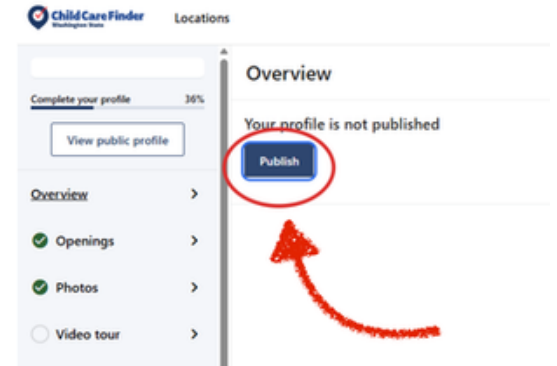 Child Care Finder
Washington State
Locations
Complete your profile 36%
View public profile
Overview
Openings
Photos
Video tour
Overview
Your profile is not published
Publish